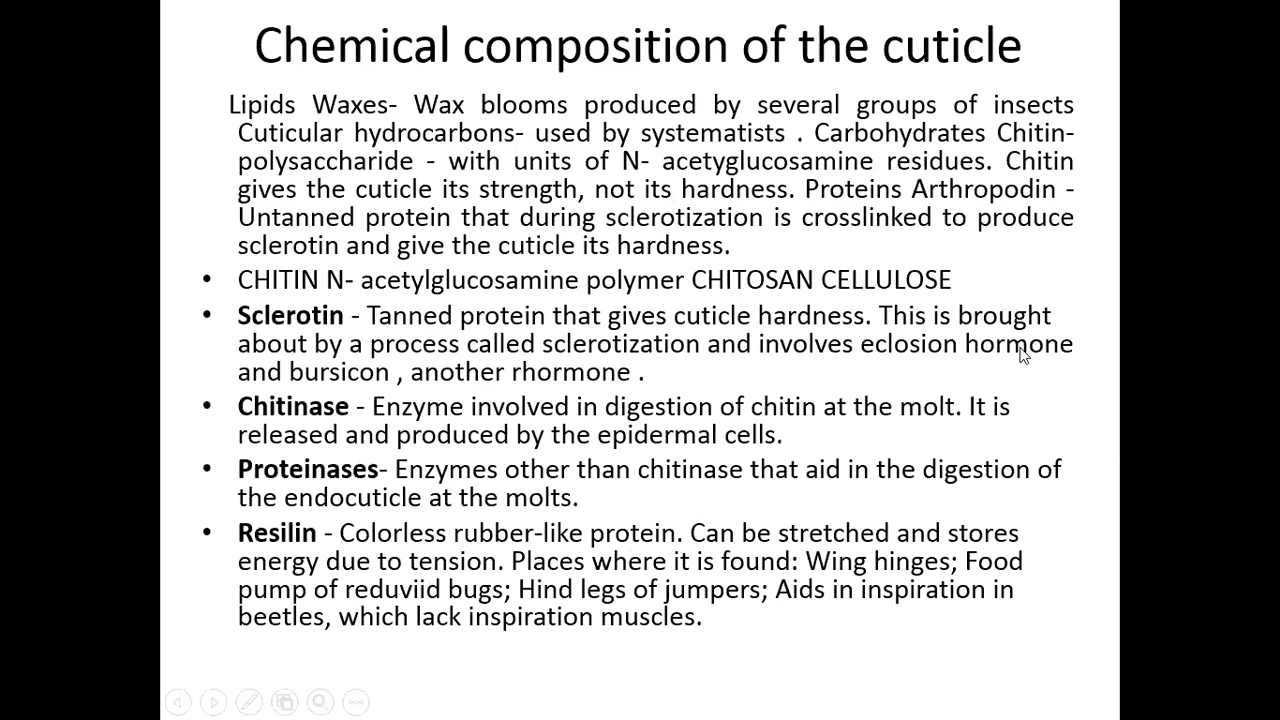 Chemical composition of the cuticle
Lipids Waxes- Wax blooms produced by several groups of insects
Cuticular hydrocarbons- used by systematists . Carbohydrates Chitin-
polysaccharide - with units of N- acetyglucosamine residues. Chitin
gives the cuticle its strength, not its hardness. Proteins Arthropodin -
Untanned protein that during sclerotization is crosslinked to produce
sclerotin and give the cuticle its hardness.
• CHITIN N- acetylglucosamine polymer CHITOSAN CELLULOSE
• Sclerotin - Tanned protein that gives cuticle hardness. This is brought
about by a process called sclerotization and involves eclosion hormone
and bursicon , another rhormone .
• Chitinase - Enzyme involved in digestion of chitin at the molt. It is
released and produced by the epidermal cells.
• Proteinases- Enzymes other than chitinase that aid in the digestion of
the endocuticle at the molts.
• Resilin - Colorless rubber-like protein. Can be stretched and stores
energy due to tension. Places where it is found: Wing hinges; Food
pump of reduviid bugs; Hind legs of jumpers; Aids in inspiration in
beetles, which lack inspiration muscles.